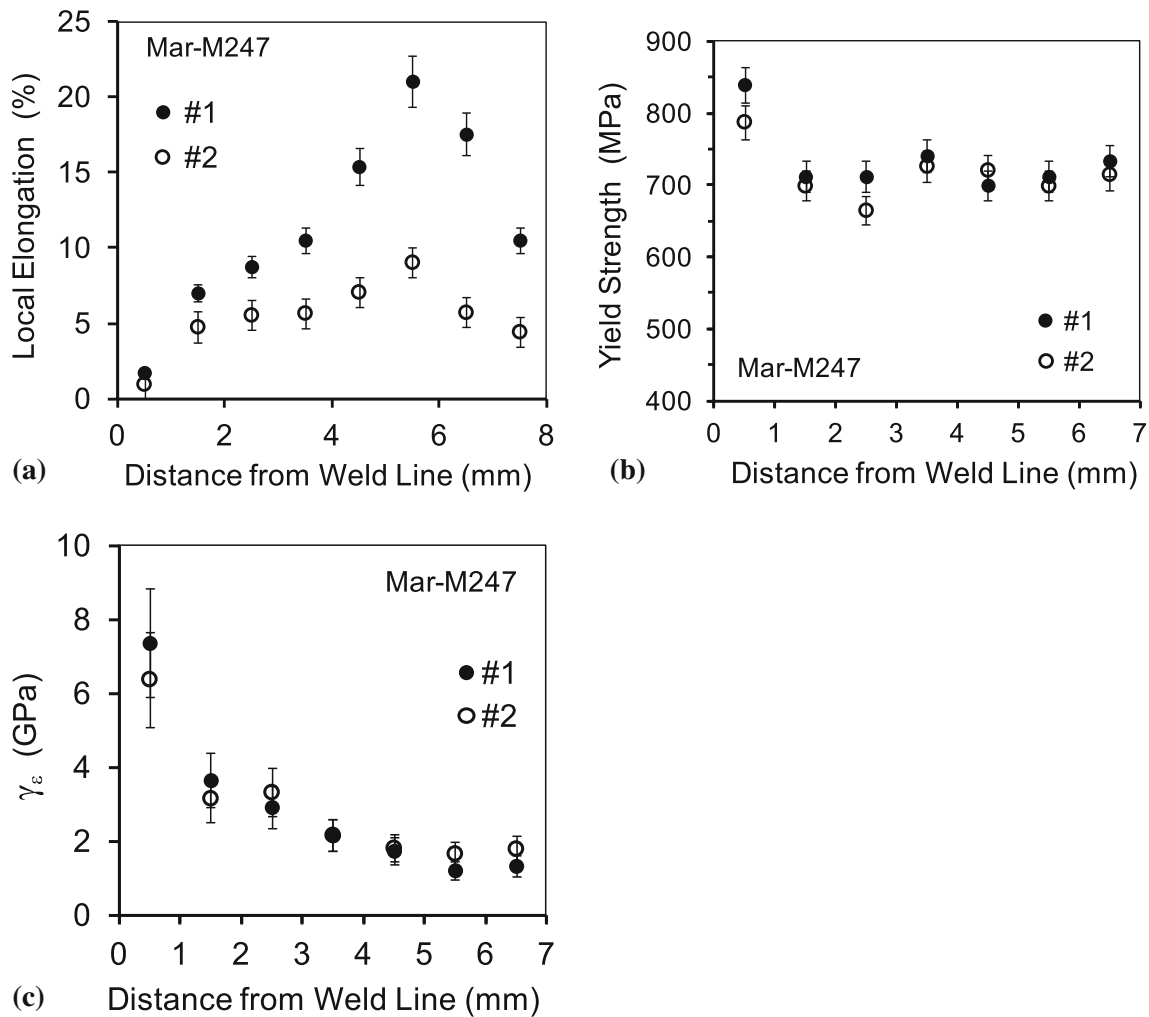 25
20
15
10
5
0
Local Elongation (%)
Mar-M247
#1
#2
0 2 4 6 8
Distance from Weld Line (mm)
(a)
900
800
700
600
500
400
Yield Strength (MPa)
#1
#2
Mar-M247
0 1 2 3 4 5 6 7
Distance from Weld Line (mm)
(b)
10
8
6
4
2
0
γε (GPa)
Mar-M247
#1
#2
0 1 2 3 4 5 6 7
Distance from Weld Line (mm)
(c)